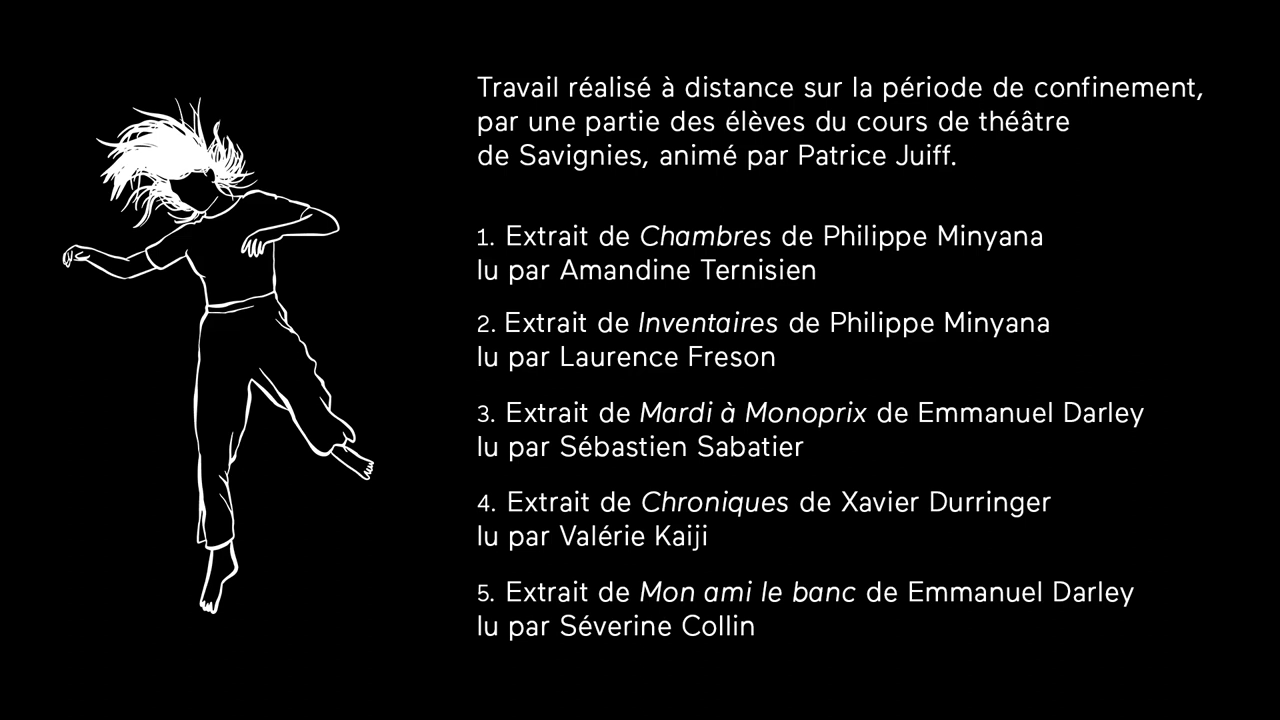 Travail réalisé à distance sur la période de confinement,
par une partie des élèves du cours de théâtre
de Savignies, animé par Patrice Juiff.
1. Extrait de Chambres de Philippe Minyana
lu par Amandine Ternisien
2. Extrait de Inventaires de Philippe Minyana
lu par Laurence Freson
3. Extrait de Mardi à Monoprix de Emmanuel Darley
lu par Sébastien Sabatier
4. Extrait de Chroniques de Xavier Durringer
lu par Valérie Kaiji
5. Extrait de Mon ami le banc de Emmanuel Darley
lu par Séverine Collin